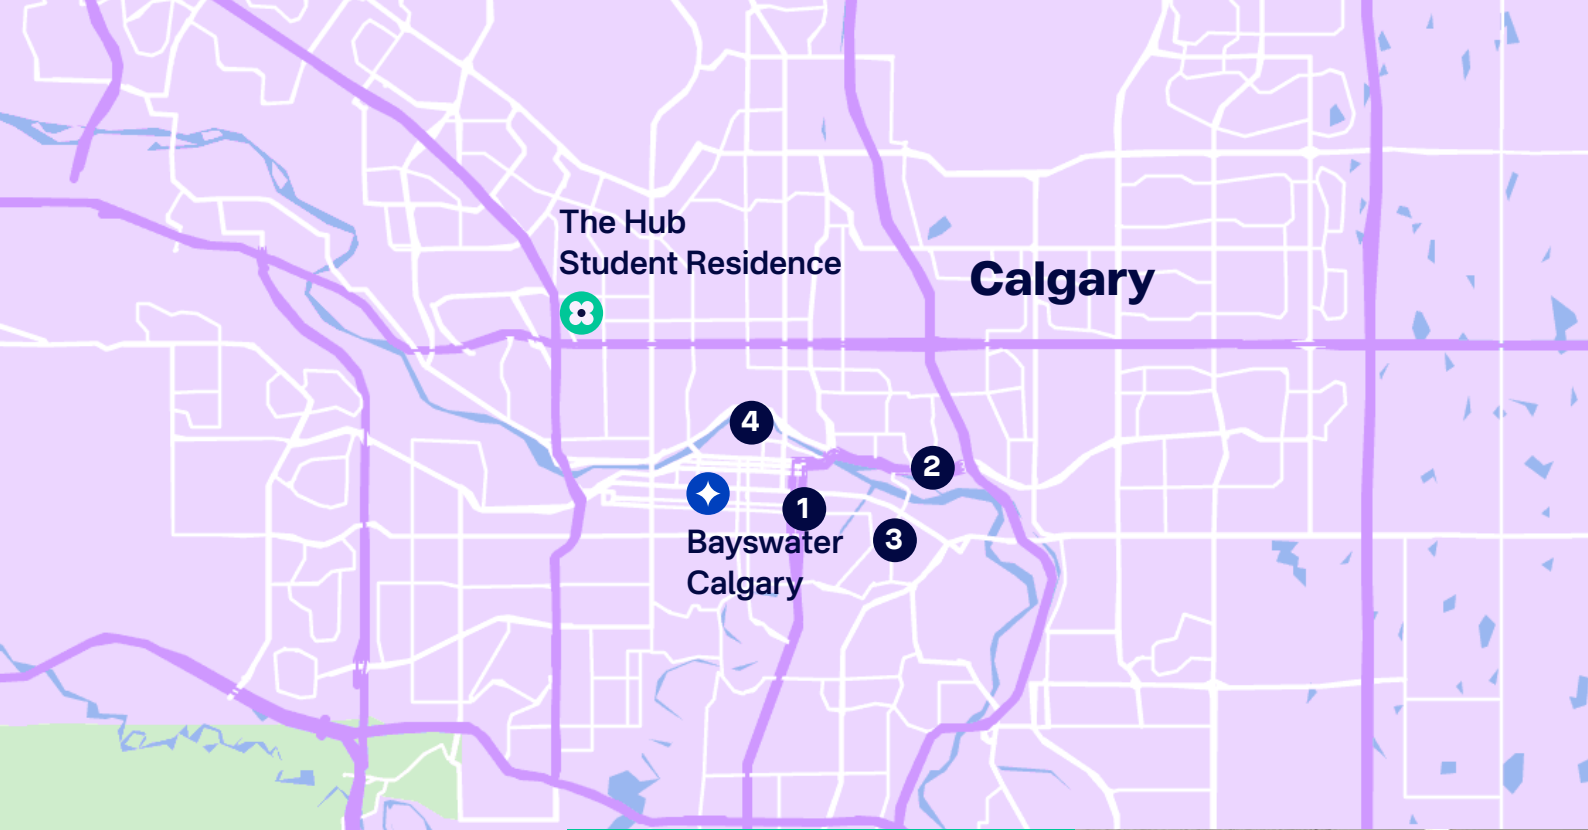 The Hub
Student Residence
Calgary
4
2
1
3
Bayswater
Calgary